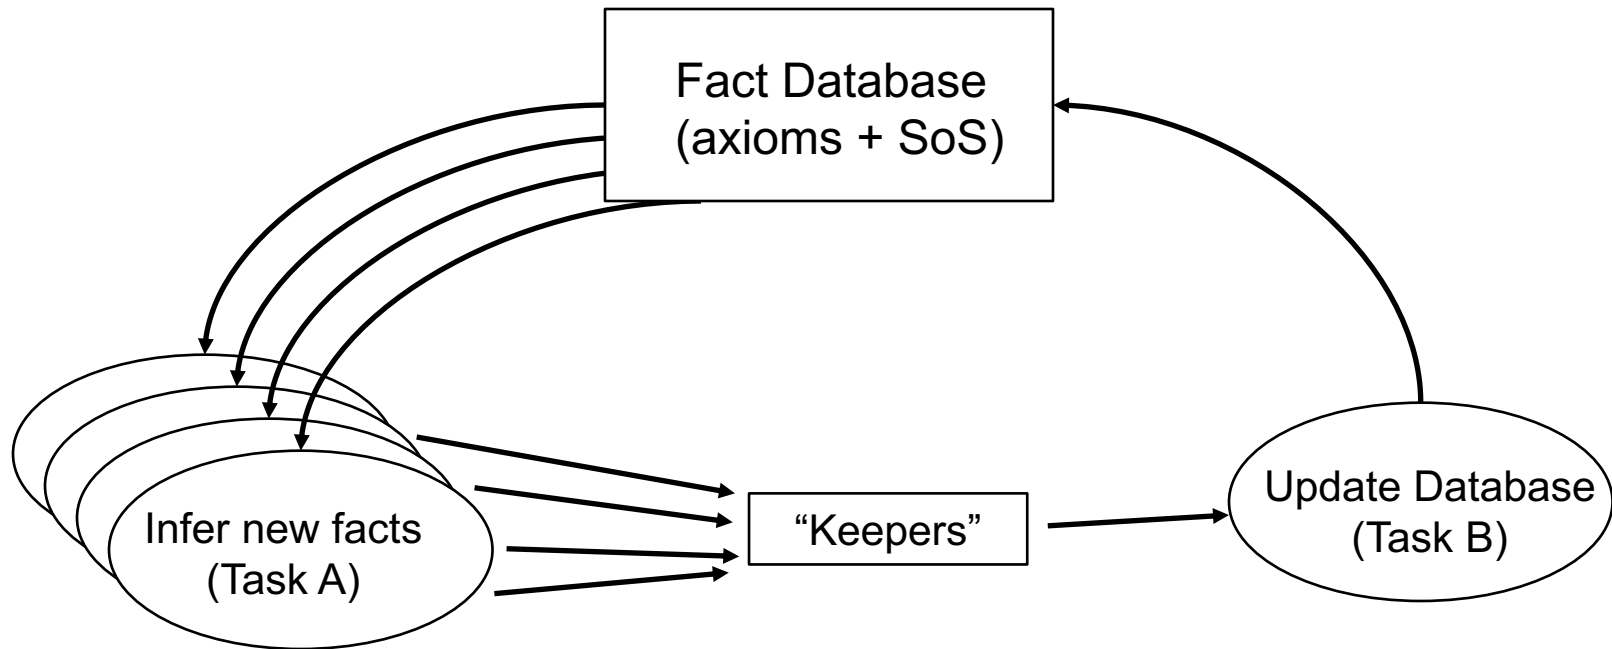 Fact Database
(axioms + SoS)
Infer new facts
(Task A)
“Keepers”
Update Database
(Task B)